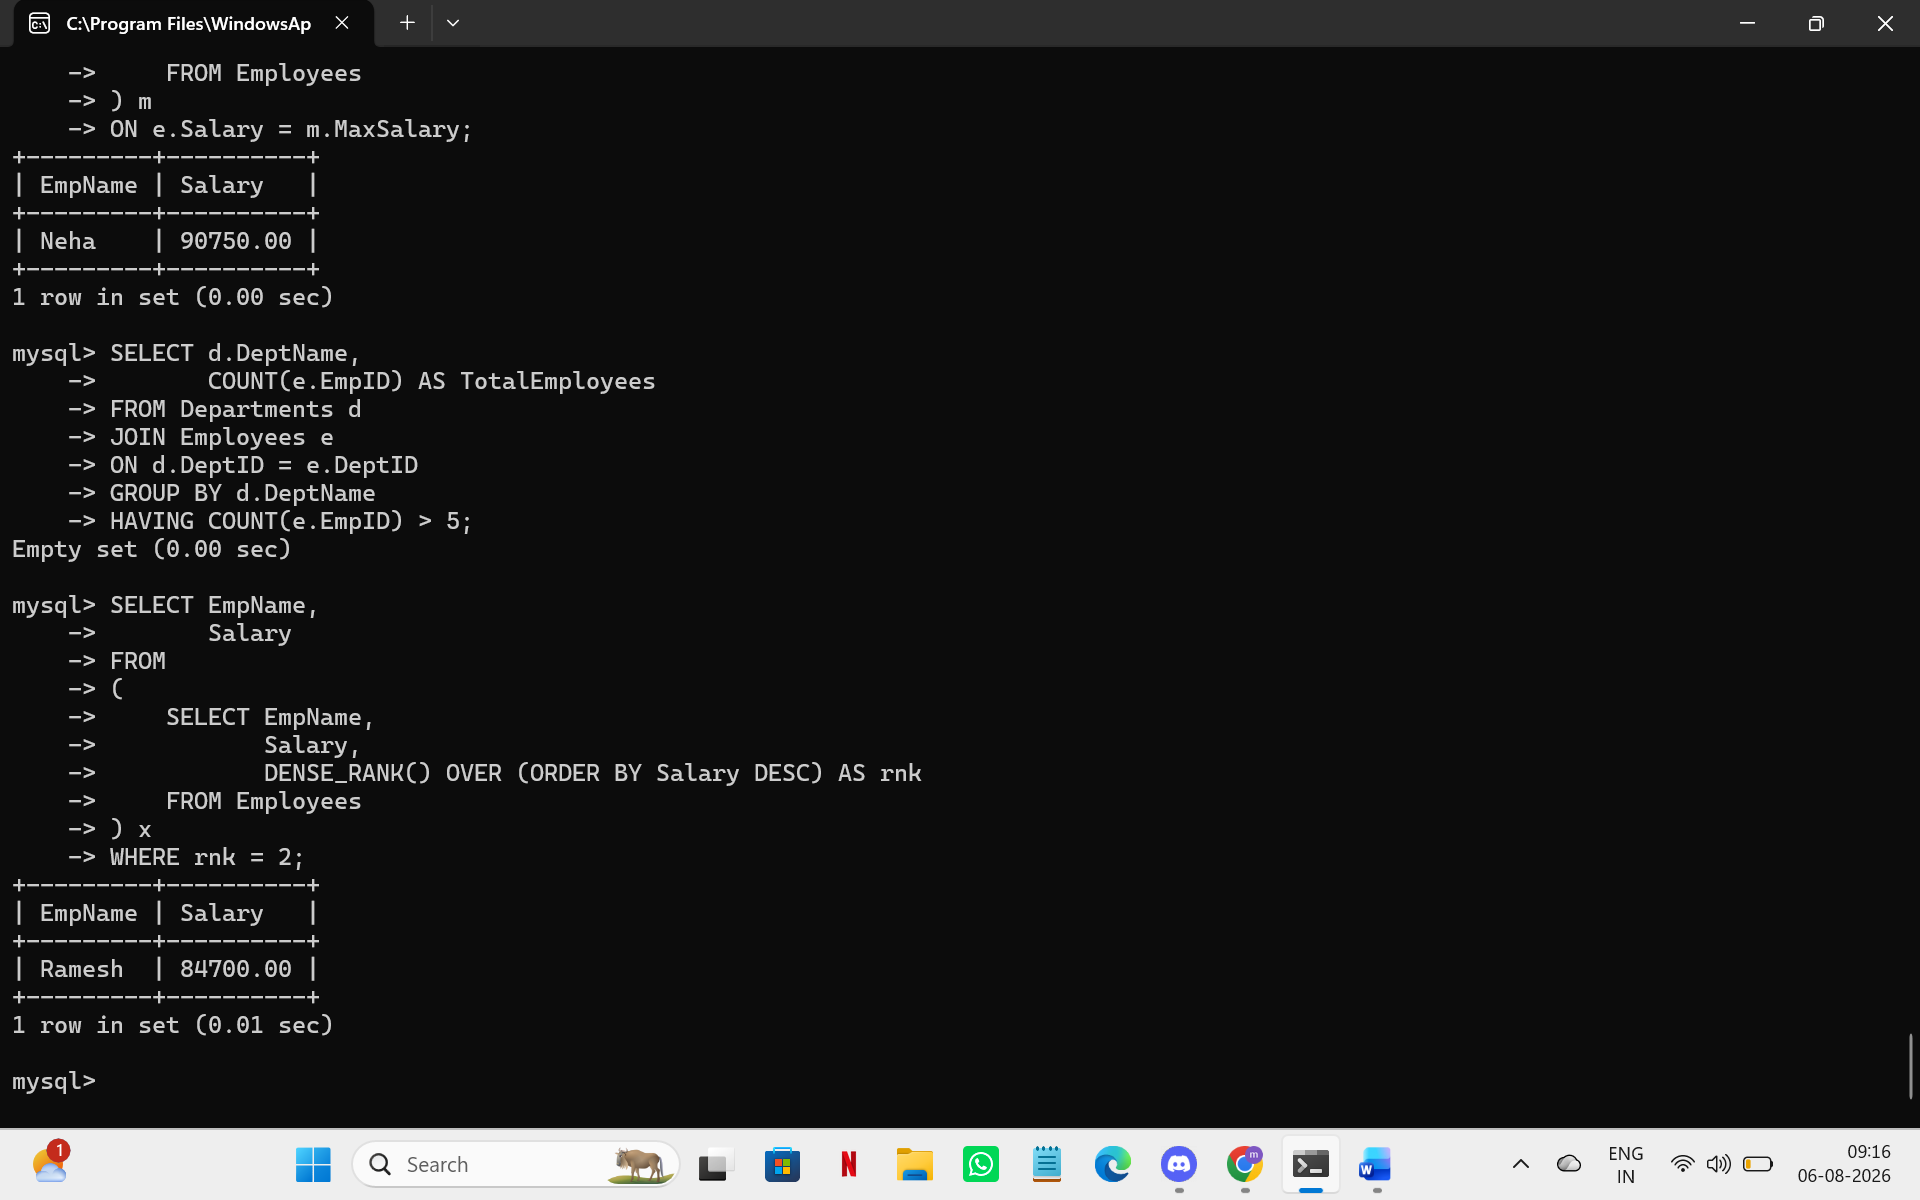 C:\Program Files\WindowsAp
    ->     FROM Employees
    -> ) m
    -> ON e.Salary = m.MaxSalary;
+---------+----------+
| EmpName | Salary   |
+---------+----------+
| Neha    | 90750.00 |
+---------+----------+
1 row in set (0.00 sec)

mysql> SELECT d.DeptName,
    ->        COUNT(e.EmpID) AS TotalEmployees
    -> FROM Departments d
    -> JOIN Employees e
    -> ON d.DeptID = e.DeptID
    -> GROUP BY d.DeptName
    -> HAVING COUNT(e.EmpID) > 5;
Empty set (0.00 sec)

mysql> SELECT EmpName,
    ->        Salary
    -> FROM
    -> (
    ->     SELECT EmpName,
    ->            Salary,
    ->            DENSE_RANK() OVER (ORDER BY Salary DESC) AS rnk
    ->     FROM Employees
    -> ) x
    -> WHERE rnk = 2;
+---------+----------+
| EmpName | Salary   |
+---------+----------+
| Ramesh  | 84700.00 |
+---------+----------+
1 row in set (0.01 sec)

mysql>
1
Search
N
m
W
ENG
IN
09:16
06-08-2026